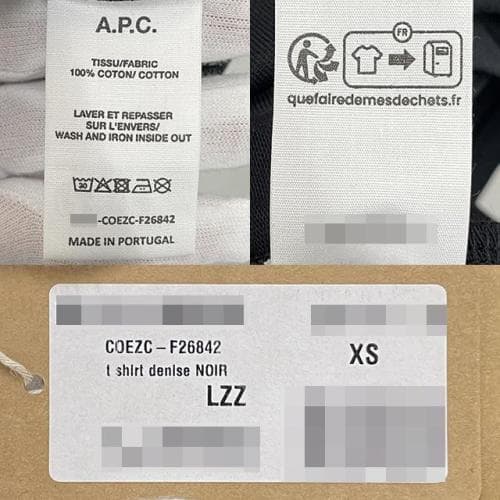 A.P.C.
TISSU/FABRIC
100% COTON/ COTTON
LAVER ET REPASSER
SUR L'ENVERS/
WASH AND IRON INSIDE OUT
30
-COEZC-F26842
MADE IN PORTUGAL
FR
quefairedemesdechets.fr
COEZC-F26842
t shirt denise NOIR
LZZ
XS